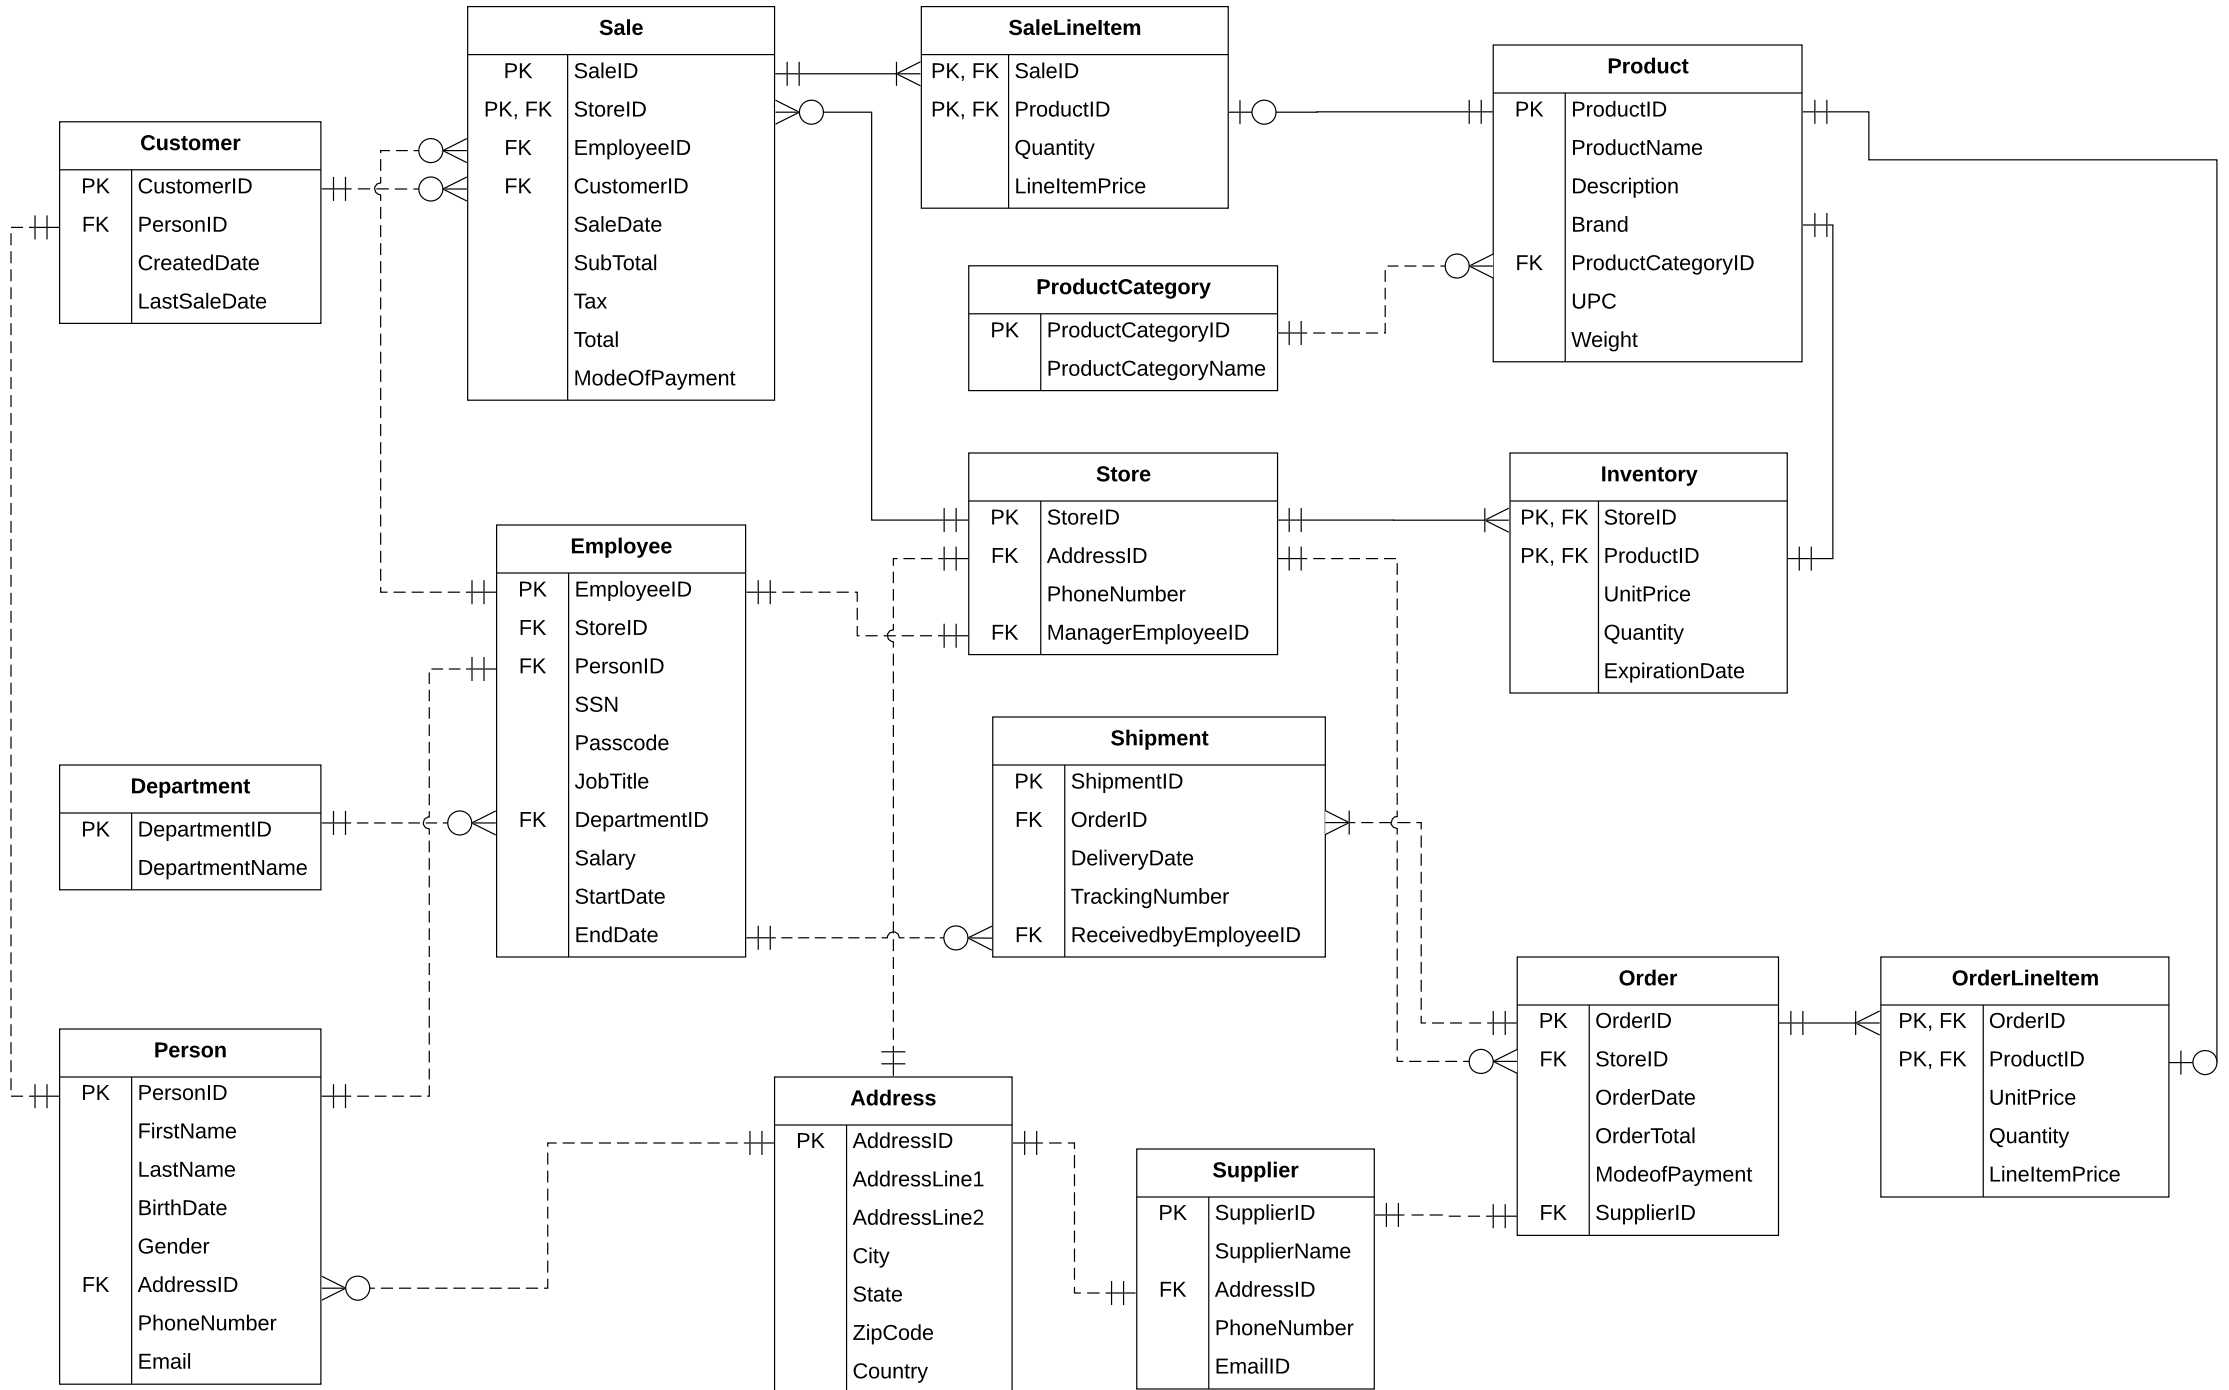 Sale
PK SaleID
PK, FK StoreID
FK EmployeeID
FK CustomerID
SaleDate
SubTotal
Tax
Total
ModeOfPayment
SaleLineItem
PK, FK SaleID
PK, FK ProductID
Quantity
LineItemPrice
Product
PK ProductID
ProductName
Description
Brand
FK ProductCategoryID
UPC
Weight
Customer
PK CustomerID
FK PersonID
CreatedDate
LastSaleDate
ProductCategory
PK ProductCategoryID
ProductCategoryName
Store
PK StoreID
FK AddressID
PhoneNumber
FK ManagerEmployeeID
Inventory
PK, FK StoreID
PK, FK ProductID
UnitPrice
Quantity
ExpirationDate
Employee
PK EmployeeID
FK StoreID
FK PersonID
SSN
Passcode
JobTitle
FK DepartmentID
Salary
StartDate
EndDate
Shipment
PK ShipmentID
FK OrderID
DeliveryDate
TrackingNumber
FK ReceivedbyEmployeeID
Department
PK DepartmentID
DepartmentName
Order
PK OrderID
FK StoreID
OrderDate
OrderTotal
ModeofPayment
FK SupplierID
OrderLineItem
PK, FK OrderID
PK, FK ProductID
UnitPrice
Quantity
LineItemPrice
Person
PK PersonID
FirstName
LastName
BirthDate
Gender
FK AddressID
PhoneNumber
Email
Address
PK AddressID
AddressLine1
AddressLine2
City
State
ZipCode
Country
Supplier
PK SupplierID
SupplierName
FK AddressID
PhoneNumber
EmailID